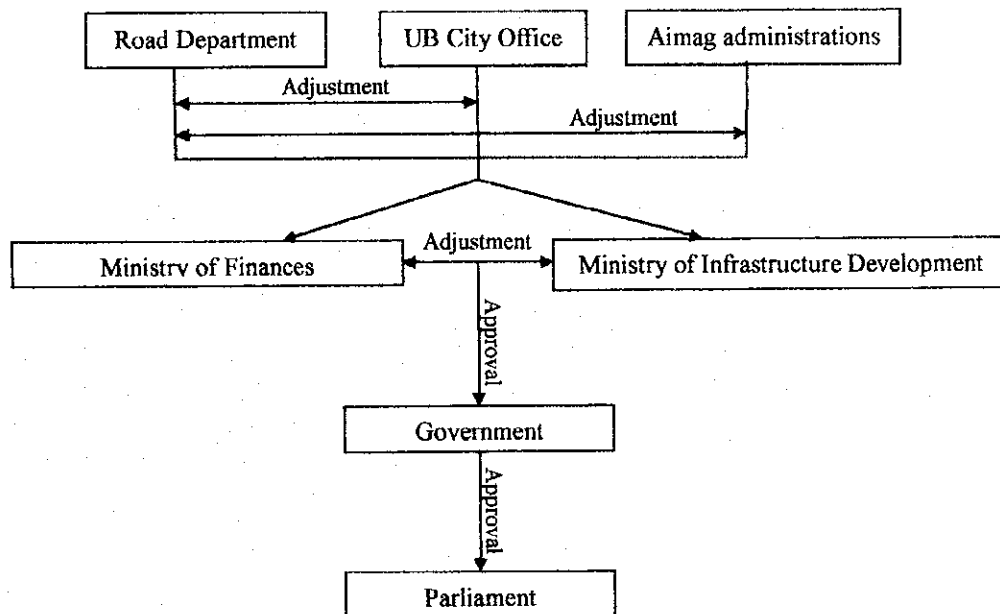 Road Department
UB City Office
Aimag administrations
Adjustment
Adjustment
Ministry of Finances
Adjustment
Ministry of Infrastructure Development
Approval
Government
Approval
Parliament